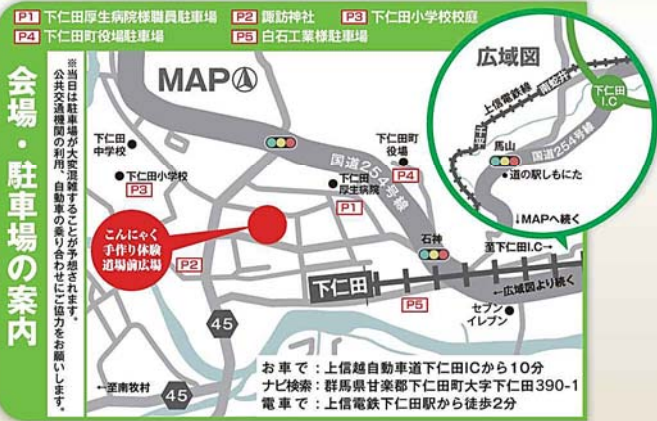 P1 下仁田厚生病院様職員駐車場 P2 諏訪神社 P3 下仁田小学校校庭
P4 下仁田町役場駐車場 P5 白石工業様駐車場
会場・駐車場の案内
※当日は駐車場が大変混雑することが予想されます。
公共交通機関の利用、自動車の乗り合わせにご協力をお願いします。
MAP
下仁田
中学校
下仁田小学校
P3
国道254号線
下仁田町
役場
P4
下仁田
厚生病院
P1
こんにゃく
手作り体験
道場前広場
P2
石神
至下仁田I.C→
下仁田
P5
←広域図より続く
セブン
イレブン
45
←至南牧村
45
広域図
上信電鉄線
南蛇井
下仁田
I.C
千平
馬山
国道254号線
道の駅しもにた
↓MAPへ続く
お車で：上信越自動車道下仁田ICから10分
ナビ検索：群馬県甘楽郡下仁田町大字下仁田390-1
電車で：上信電鉄下仁田駅から徒歩2分